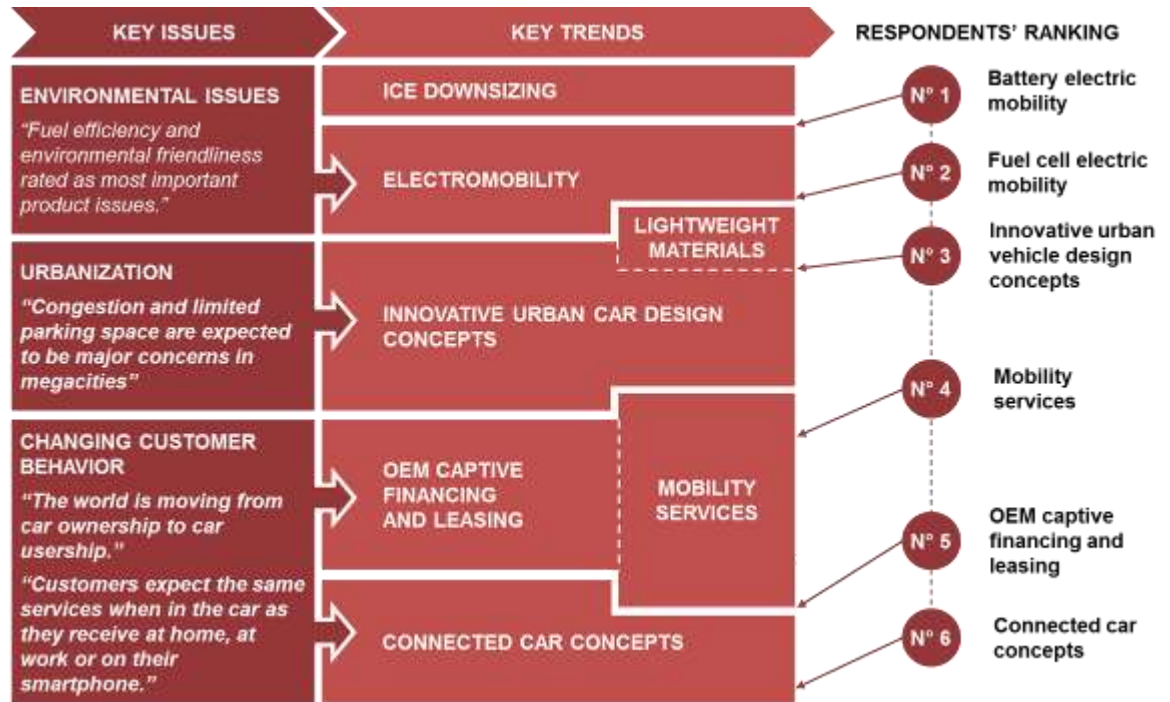 KEY ISSUES
KEY TRENDS
RESPONDENTS' RANKING
ENVIRONMENTAL ISSUES
“Fuel efficiency and
environmental friendliness
rated as most important
product issues.”
URBANIZATION
“Congestion and limited
parking space are expected
to be major concerns in
megacities”
CHANGING CUSTOMER
BEHAVIOR
“The world is moving from
car ownership to car
usership.”
“Customers expect the same
services when in the car as
they receive at home, at
work or on their
smartphone.”
ICE DOWNSIZING
ELECTROMOBILITY
LIGHTWEIGHT
MATERIALS
INNOVATIVE URBAN CAR DESIGN
CONCEPTS
OEM CAPTIVE
FINANCING
AND LEASING
MOBILITY
SERVICES
CONNECTED CAR CONCEPTS
N° 1
Battery electric
mobility
N° 2
Fuel cell electric
mobility
N° 3
Innovative urban
vehicle design
concepts
N° 4
Mobility
services
N° 5
OEM captive
financing and
leasing
N° 6
Connected car
concepts